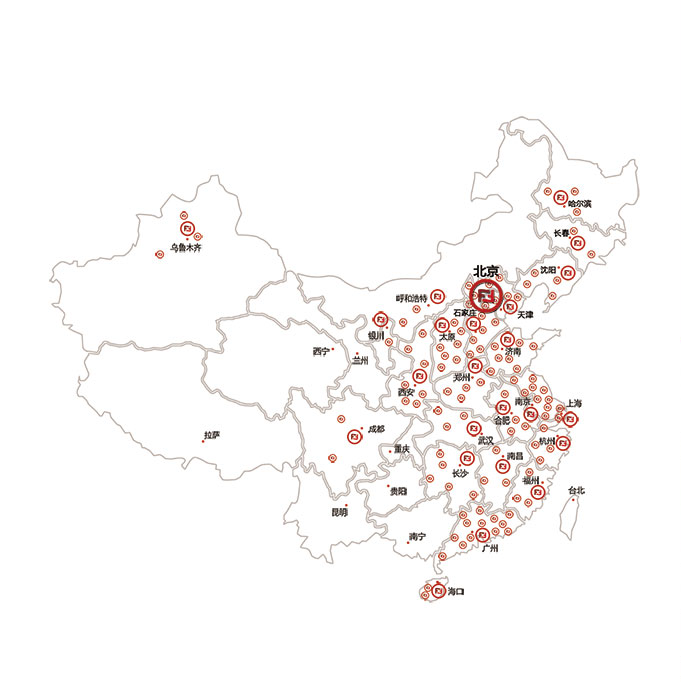 哈尔滨
长春
乌鲁木齐
沈阳
北京
呼和浩特
石家庄
天津
银川
太原
西宁
兰州
济南
郑州
西安
南京
上海
合肥
成都
拉萨
武汉
杭州
重庆
南昌
长沙
福州
贵阳
台北
昆明
南宁
广州
海口